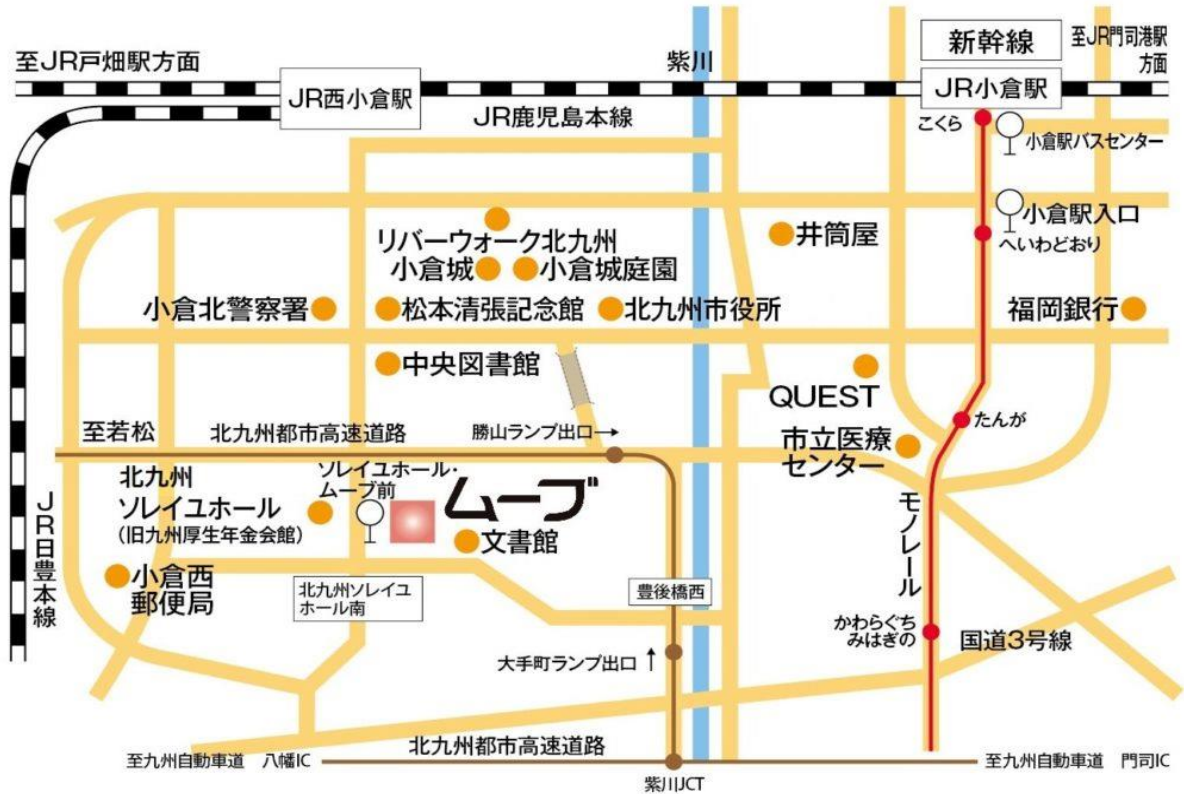 新幹線
至JR門司港駅
方面
至JR戸畑駅方面
紫川
JR西小倉駅
JR小倉駅
JR鹿児島本線
こくら
小倉駅バスセンター
小倉駅入口
へいわどおり
井筒屋
リバーウォーク北九州
小倉城
小倉城庭園
小倉北警察署
松本清張記念館
北九州市役所
福岡銀行
中央図書館
QUEST
たんが
至若松
北九州都市高速道路
勝山ランプ出口→
市立医療
センター
北九州
ソレイユホール
(旧九州厚生年金会館)
ソレイユホール・
ムーブ前
ムーブ
文書館
モノレール
JR日豊本線
小倉西
郵便局
北九州ソレイユ
ホール南
豊後橋西
かわらぐち
みはぎの
国道3号線
大手町ランプ出口↑
北九州都市高速道路
至九州自動車道 八幡IC
至九州自動車道 門司IC
紫川JCT